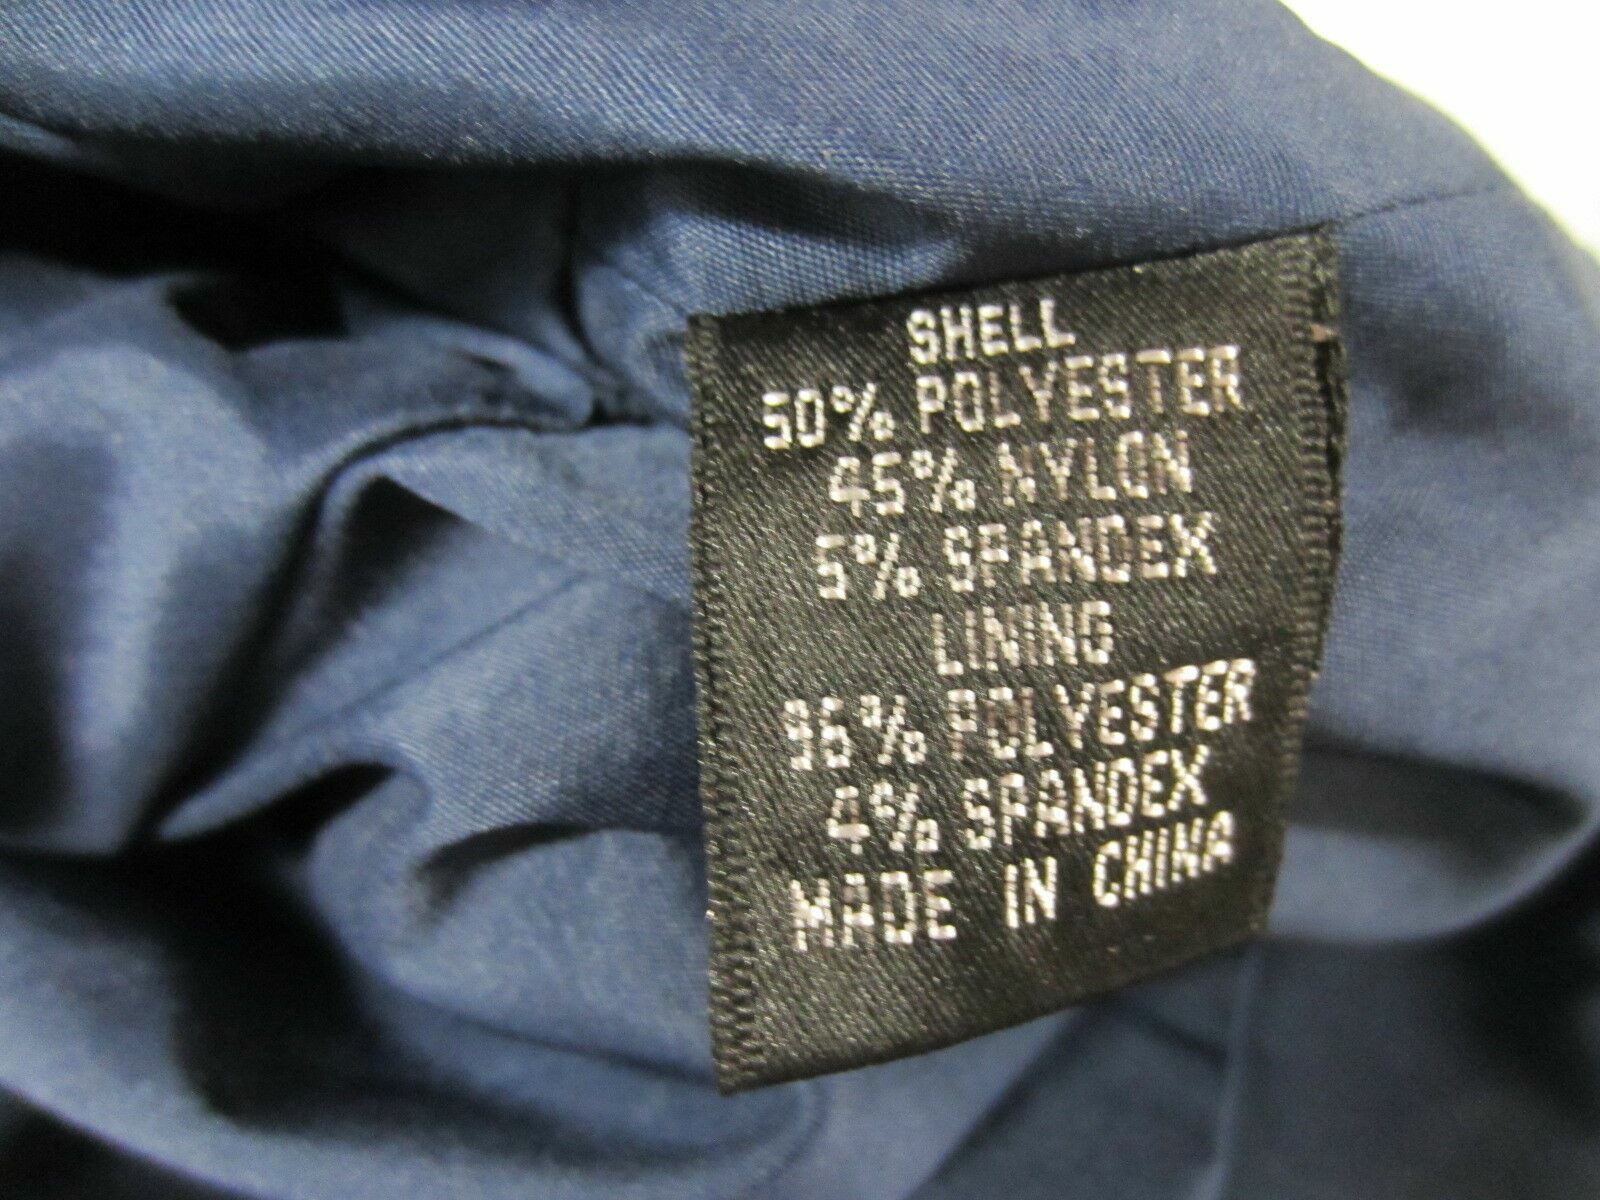 SHELL
50% POLYESTER
45% NYLON
5% SPANDEX
LINING
96% POLYESTER
4% SPANDEX
MADE IN CHINA